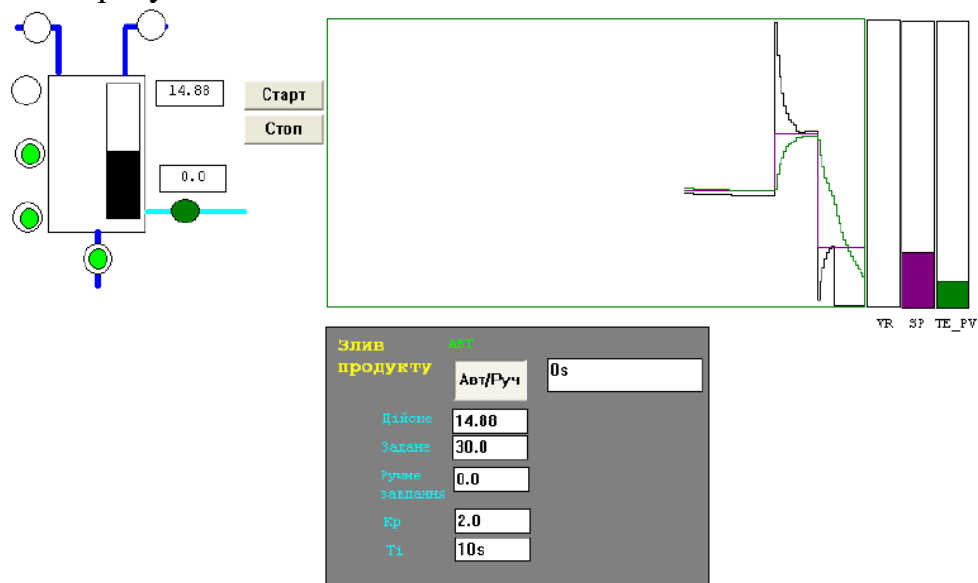 14.88
Старт
Стоп
0.0
VR SP TE_PV
Злив АВТ
продукту
Авт/Руч
0s
Дійсне 14.88
Задане 30.0
Ручне 0.0
завдання
Kp 2.0
Ti 10s